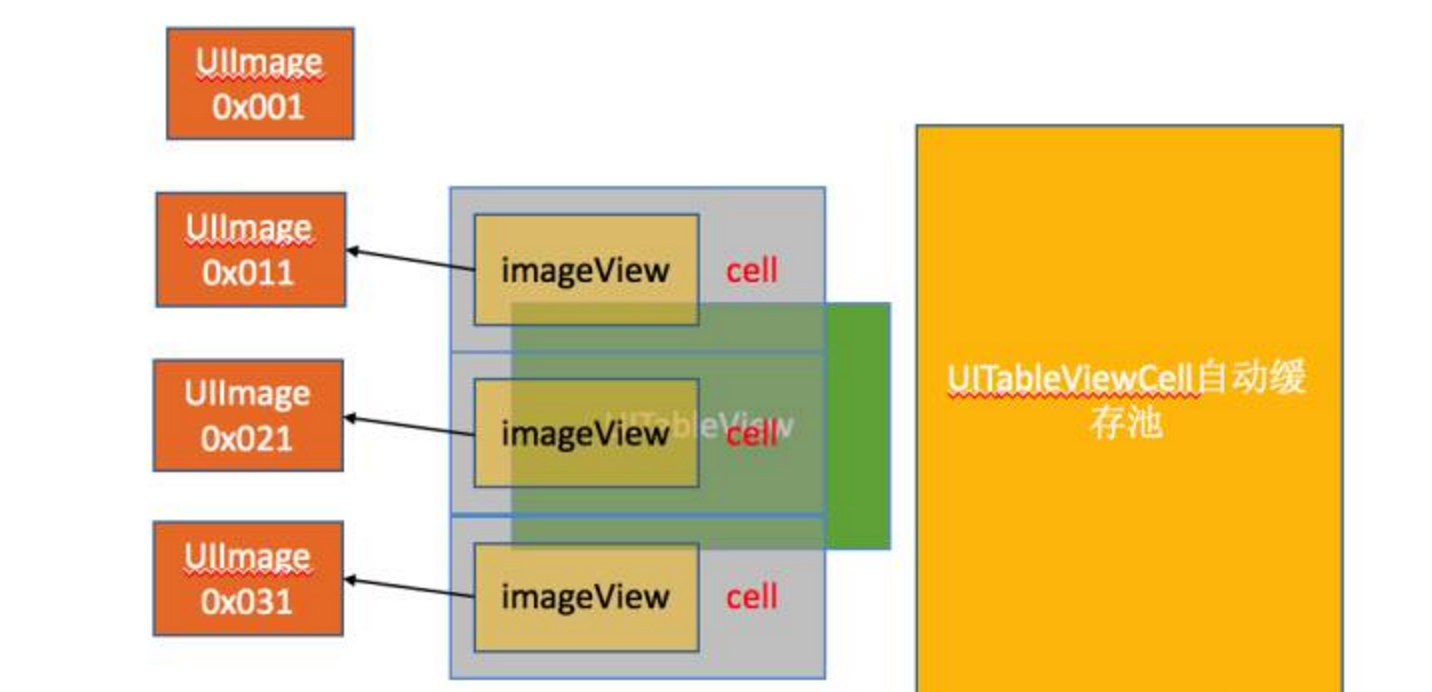 UIImage
0x001
UIImage
0x011
imageView
cell
UITableViewCell自动缓
存池
UIImage
0x021
imageView
cell
UITableView
UIImage
0x031
imageView
cell